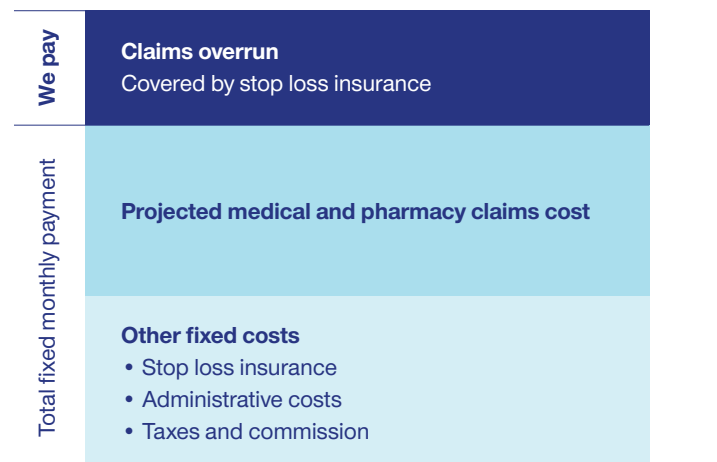 We pay
Claims overrun
Covered by stop loss insurance
Total fixed monthly payment
Projected medical and pharmacy claims cost
Other fixed costs
• Stop loss insurance
• Administrative costs
• Taxes and commission